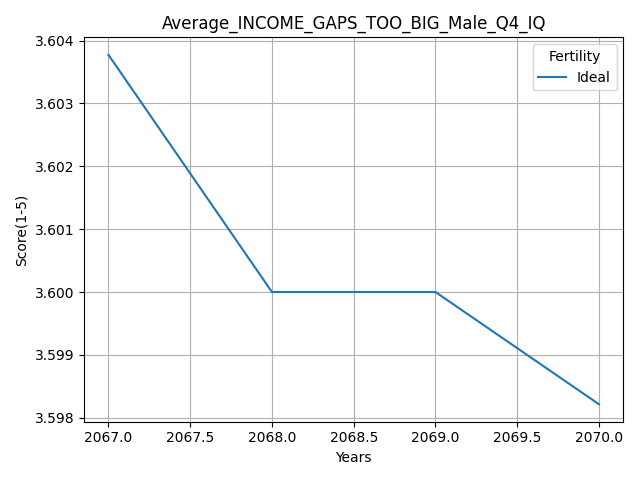 Average_INCOME_GAPS_TOO_BIG_Male_Q4_IQ
3.604
3.603
3.602
3.601
3.600
3.599
3.598
Score(1-5)
Fertility
Ideal
2067.0 2067.5 2068.0 2068.5 2069.0 2069.5 2070.0
Years